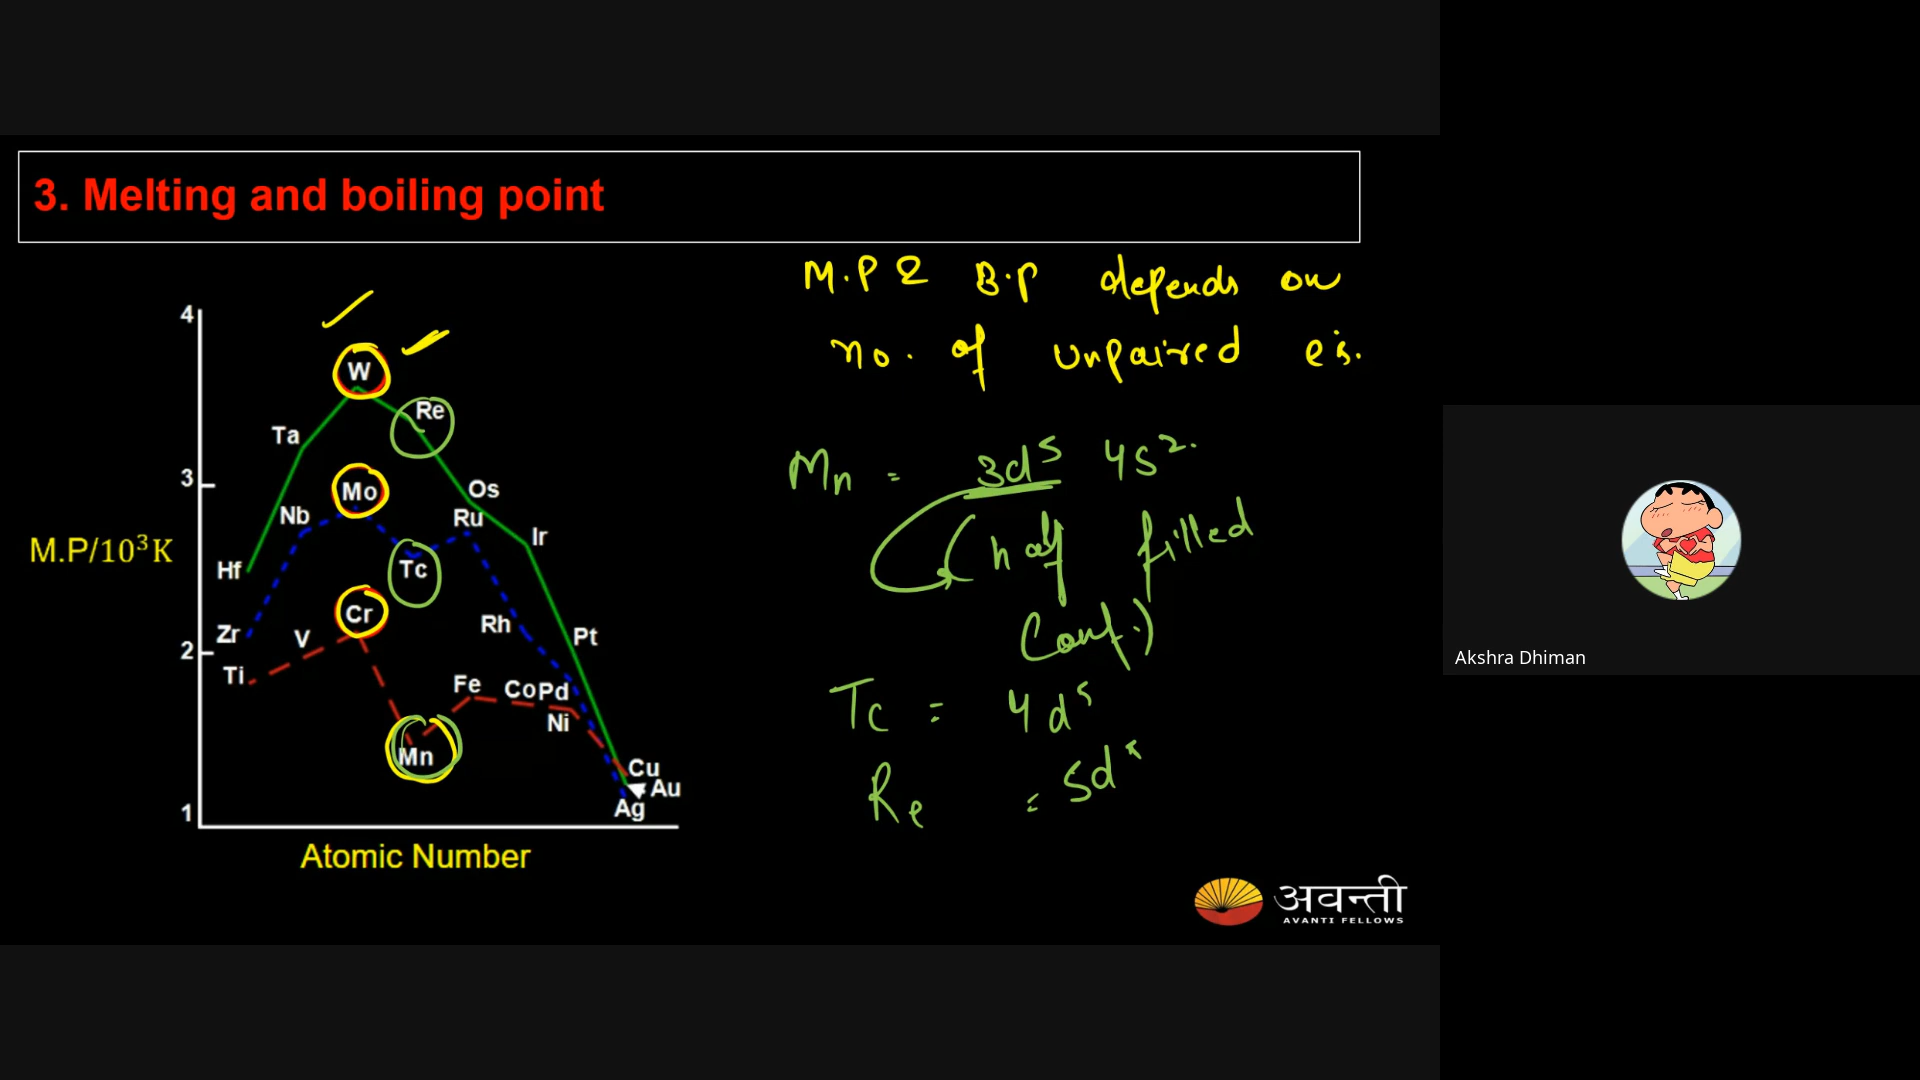 3. Melting and boiling point
M.P & B.P depends on
no. of unpaired e's.
4
W
Re
Ta
3
Mo
Os
Nb
Ru
Ir
M.P/10³K
Hf
Tc
Cr
Rh
Zr
V
Pt
2
Ti
Fe
Co
Pd
Ni
Mn
Cu
Au
Ag
1
Atomic Number
Mn = 3d⁵ 4s².
(half filled
Conf.)
Tc = 4d⁵
Re = 5d⁵
अवन्ती
AVANTI FELLOWS
Akshra Dhiman